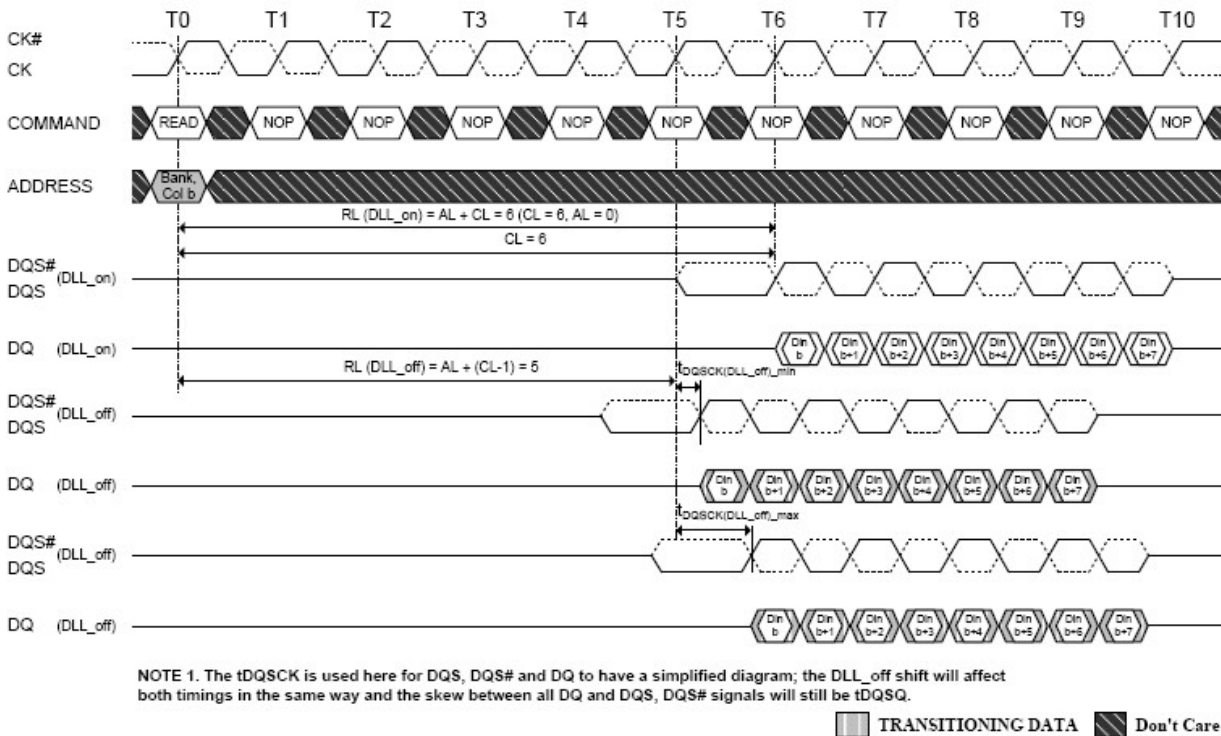 T0 T1 T2 T3 T4 T5 T6 T7 T8 T9 T10
CK#
CK
COMMAND READ NOP NOP NOP NOP NOP NOP NOP NOP NOP NOP
ADDRESS Bank, Col b
RL (DLL_on) = AL + CL = 6 (CL = 6, AL = 0)
CL = 6
DQS# (DLL_on)
DQS
DQ (DLL_on) Din b Din b+1 Din b+2 Din b+3 Din b+4 Din b+5 Din b+6 Din b+7
RL (DLL_off) = AL + (CL-1) = 5
tDQSCK(DLL_off)_min
DQS# (DLL_off)
DQS
DQ (DLL_off) Din b Din b+1 Din b+2 Din b+3 Din b+4 Din b+5 Din b+6 Din b+7
tDQSCK(DLL_off)_max
DQS# (DLL_off)
DQS
DQ (DLL_off) Din b Din b+1 Din b+2 Din b+3 Din b+4 Din b+5 Din b+6 Din b+7
NOTE 1. The tDQSCK is used here for DQS, DQS# and DQ to have a simplified diagram; the DLL_off shift will affect
both timings in the same way and the skew between all DQ and DQS, DQS# signals will still be tDQSQ.
TRANSITIONING DATA Don't Care